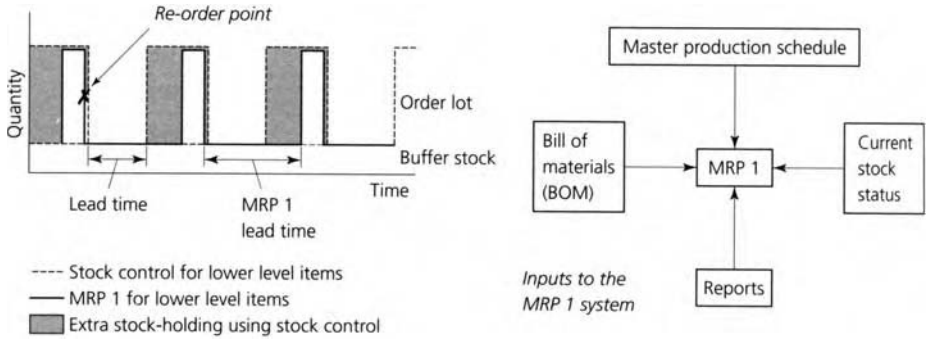 Re-order point
Quantity
Order lot
Buffer stock
Time
Lead time
MRP 1
lead time
Stock control for lower level items
MRP 1 for lower level items
Extra stock-holding using stock control
Master production schedule
Bill of
materials
(BOM)
MRP 1
Current
stock
status
Inputs to the
MRP 1 system
Reports